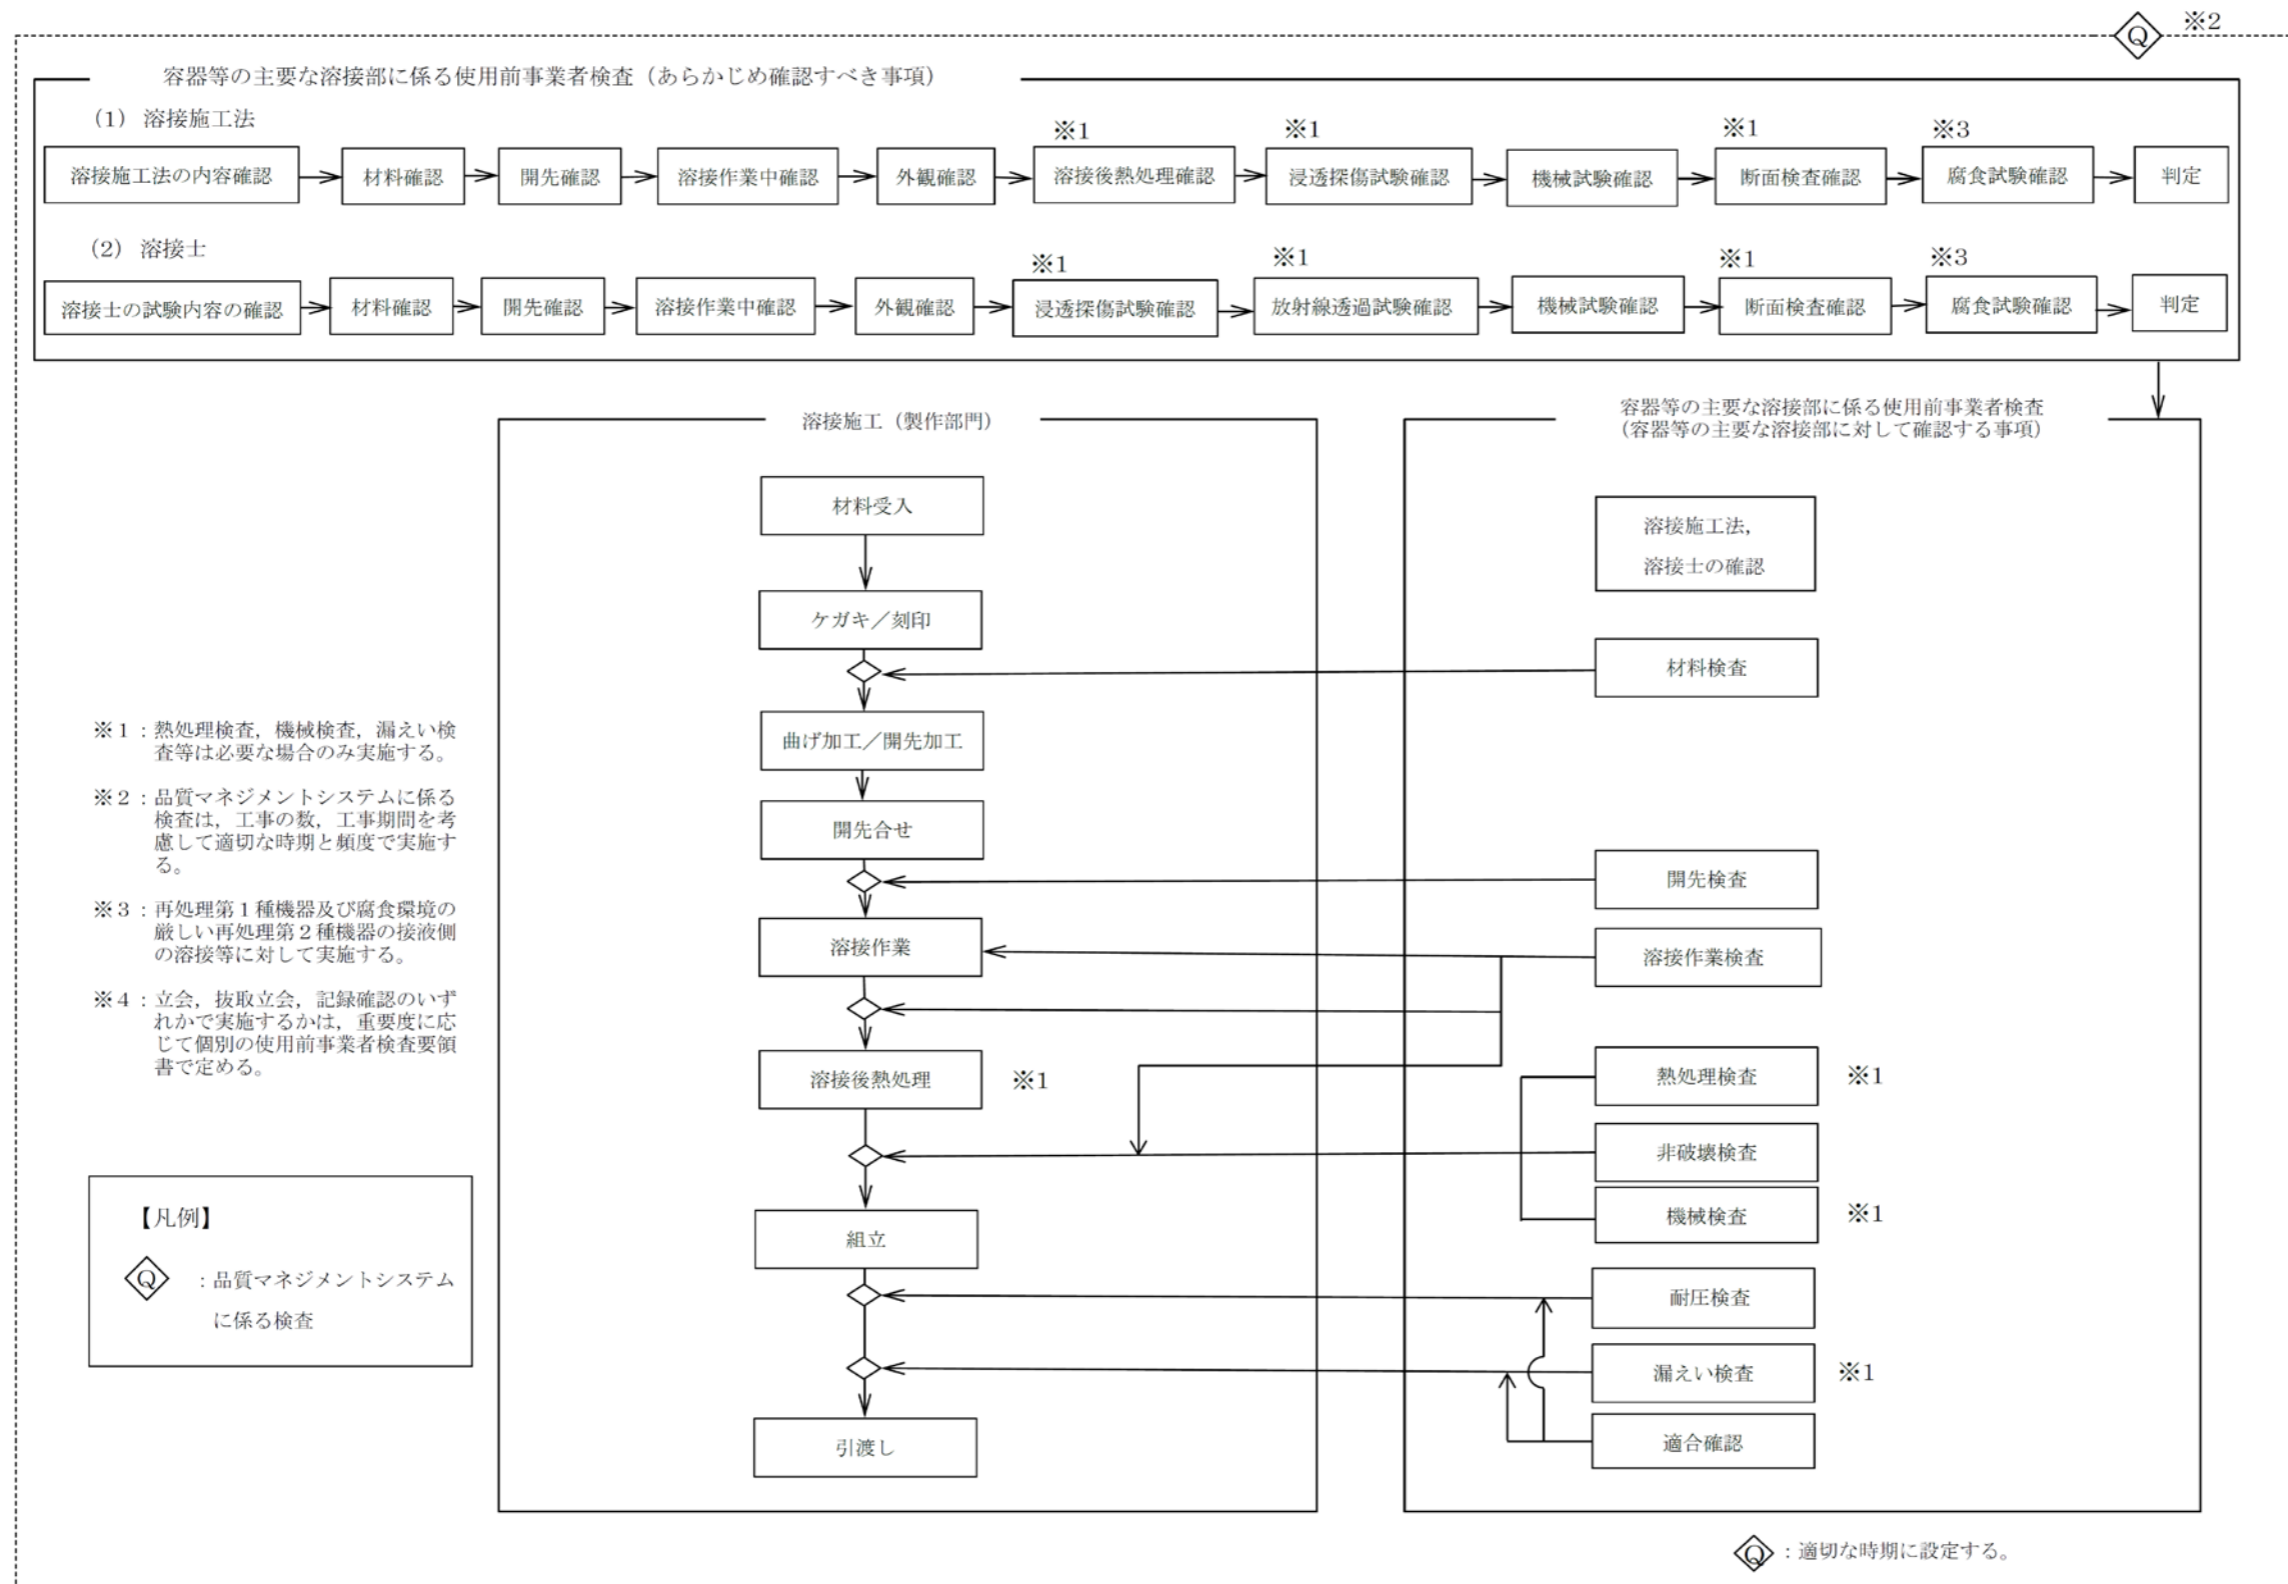 Q ※2
容器等の主要な溶接部に係る使用前事業者検査（あらかじめ確認すべき事項）
（1） 溶接施工法
※1 ※1 ※1 ※3
溶接施工法の内容確認 材料確認 開先確認 溶接作業中確認 外観確認 溶接後熱処理確認 浸透探傷試験確認 機械試験確認 断面検査確認 腐食試験確認 判定
（2） 溶接士
※1 ※1 ※1 ※3
溶接士の試験内容の確認 材料確認 開先確認 溶接作業中確認 外観確認 浸透探傷試験確認 放射線透過試験確認 機械試験確認 断面検査確認 腐食試験確認 判定
溶接施工（製作部門）
材料受入
ケガキ／刻印
曲げ加工／開先加工
開先合せ
溶接作業
溶接後熱処理 ※1
組立
引渡し
容器等の主要な溶接部に係る使用前事業者検査
（容器等の主要な溶接部に対して確認する事項）
溶接施工法，
溶接士の確認
材料検査
開先検査
溶接作業検査
熱処理検査 ※1
非破壊検査
機械検査 ※1
耐圧検査
漏えい検査 ※1
適合確認
※1：熱処理検査，機械検査，漏えい検
査等は必要な場合のみ実施する。
※2：品質マネジメントシステムに係る
検査は，工事の数，工事期間を考
慮して適切な時期と頻度で実施す
る。
※3：再処理第1種機器及び腐食環境の
厳しい再処理第2種機器の接液側
の溶接等に対して実施する。
※4：立会，抜取立会，記録確認のいず
れかで実施するかは，重要度に応
じて個別の使用前事業者検査要領
書で定める。
【凡例】
Q ：品質マネジメントシステム
に係る検査
Q ：適切な時期に設定する。